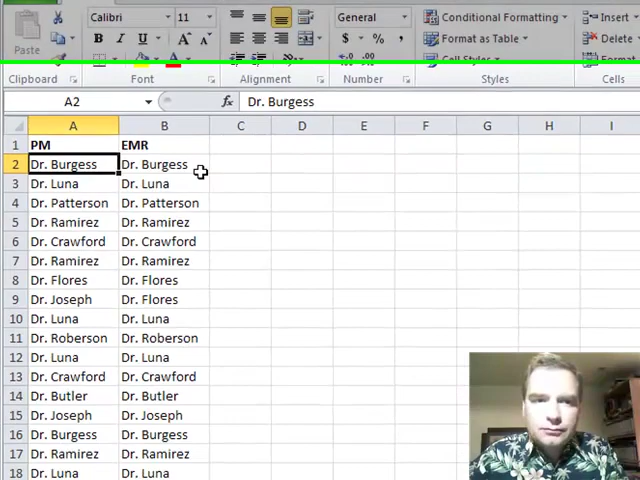 Calibri 11 A A General Conditional Formatting Insert
Paste B I U A A $ % , Format as Table Delete
A .00 Cell Styles Format
Clipboard Font Alignment Number Styles Cells
A2 fx Dr. Burgess
A B C D E F G H I
1 PM EMR
2 Dr. Burgess Dr. Burgess
3 Dr. Luna Dr. Luna
4 Dr. Patterson Dr. Patterson
5 Dr. Ramirez Dr. Ramirez
6 Dr. Crawford Dr. Crawford
7 Dr. Ramirez Dr. Ramirez
8 Dr. Flores Dr. Flores
9 Dr. Joseph Dr. Flores
10 Dr. Luna Dr. Luna
11 Dr. Roberson Dr. Roberson
12 Dr. Luna Dr. Luna
13 Dr. Crawford Dr. Crawford
14 Dr. Butler Dr. Butler
15 Dr. Joseph Dr. Joseph
16 Dr. Burgess Dr. Burgess
17 Dr. Ramirez Dr. Ramirez
18 Dr. Luna Dr. Luna